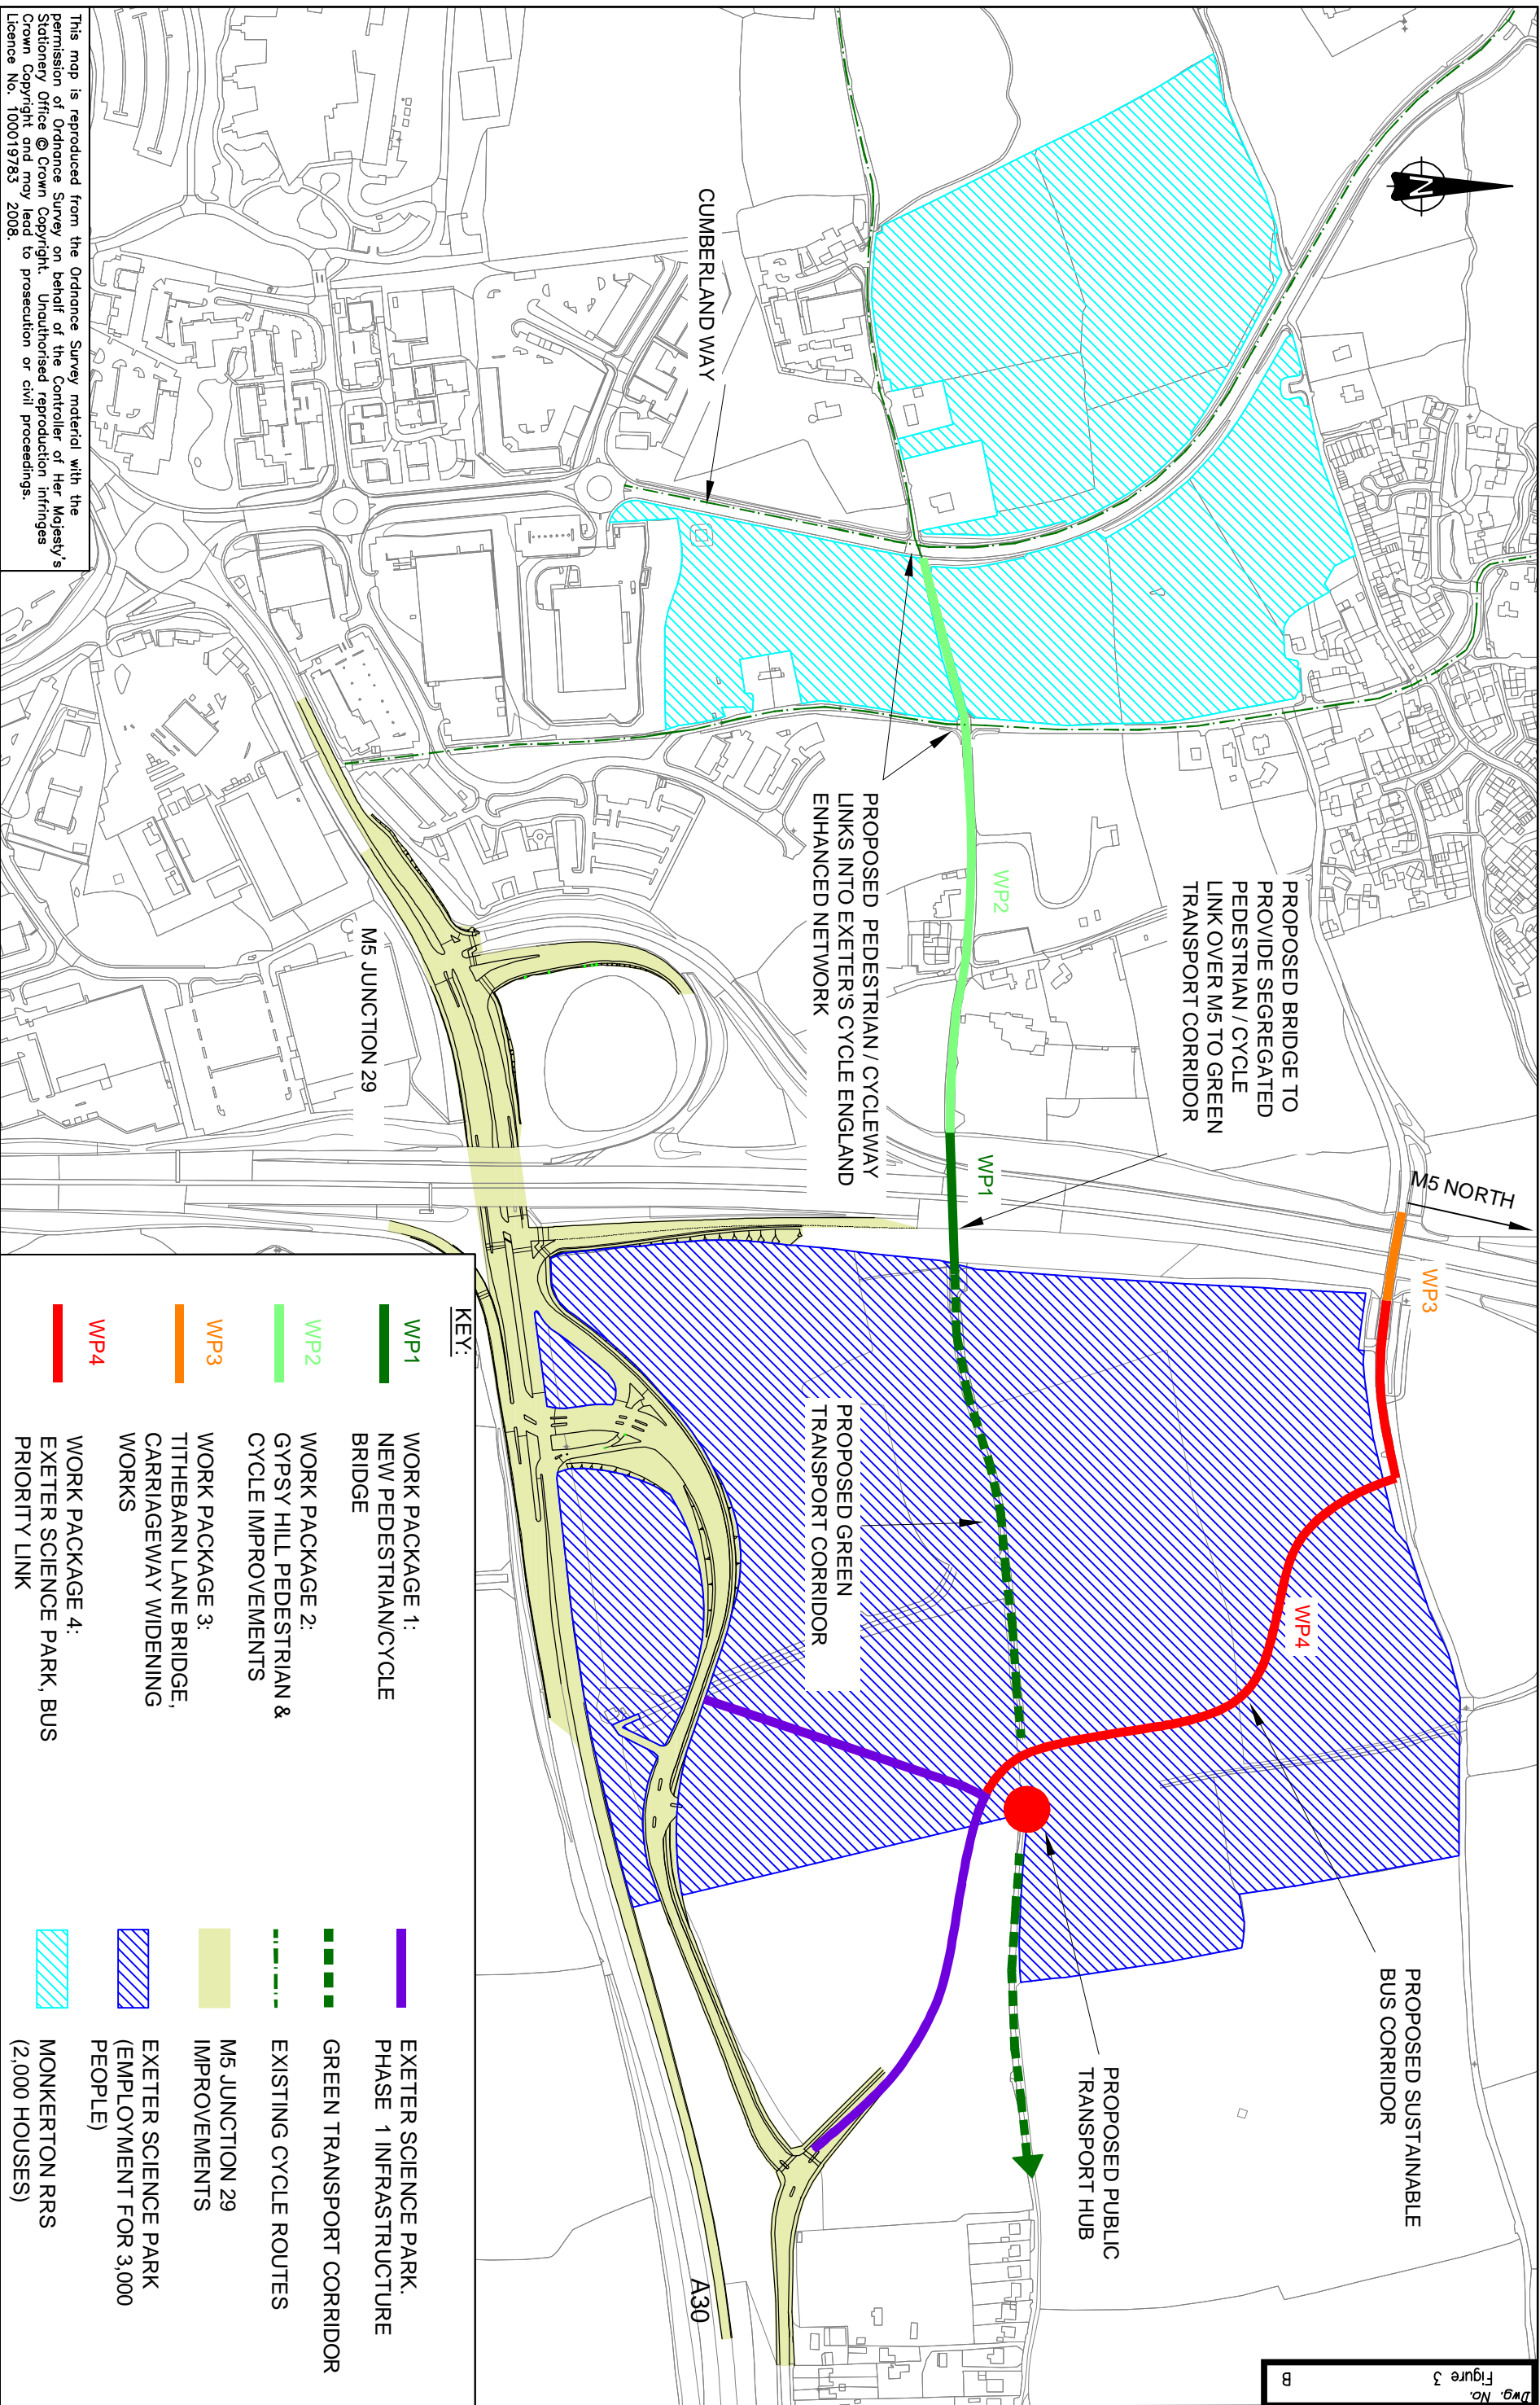 N
CUMBERLAND WAY
PROPOSED BRIDGE TO
PROVIDE SEGREGATED
PEDESTRIAN / CYCLE
LINK OVER M5 TO GREEN
TRANSPORT CORRIDOR
M5 NORTH
WP3
PROPOSED SUSTAINABLE
BUS CORRIDOR
WP4
WP2
WP1
PROPOSED PEDESTRIAN / CYCLEWAY
LINKS INTO EXETER'S CYCLE ENGLAND
ENHANCED NETWORK
PROPOSED GREEN
TRANSPORT CORRIDOR
PROPOSED PUBLIC
TRANSPORT HUB
M5 JUNCTION 29
A30
KEY:
WP1
WORK PACKAGE 1:
NEW PEDESTRIAN/CYCLE
BRIDGE
WP2
WORK PACKAGE 2:
GYPSY HILL PEDESTRIAN &
CYCLE IMPROVEMENTS
WP3
WORK PACKAGE 3:
TITHEBARN LANE BRIDGE,
CARRIAGEWAY WIDENING
WORKS
WP4
WORK PACKAGE 4:
EXETER SCIENCE PARK, BUS
PRIORITY LINK
EXETER SCIENCE PARK.
PHASE 1 INFRASTRUCTURE
GREEN TRANSPORT CORRIDOR
EXISTING CYCLE ROUTES
M5 JUNCTION 29
IMPROVEMENTS
EXETER SCIENCE PARK
(EMPLOYMENT FOR 3,000
PEOPLE)
MONKERTON RRS
(2,000 HOUSES)
This map is reproduced from the Ordnance Survey material with the
permission of Ordnance Survey on behalf of the Controller of Her Majesty's
Stationery Office © Crown Copyright. Unauthorised reproduction infringes
Crown Copyright and may lead to prosecution or civil proceedings.
Licence No. 100019783 2008.
Dwg. No.
Figure 3
B